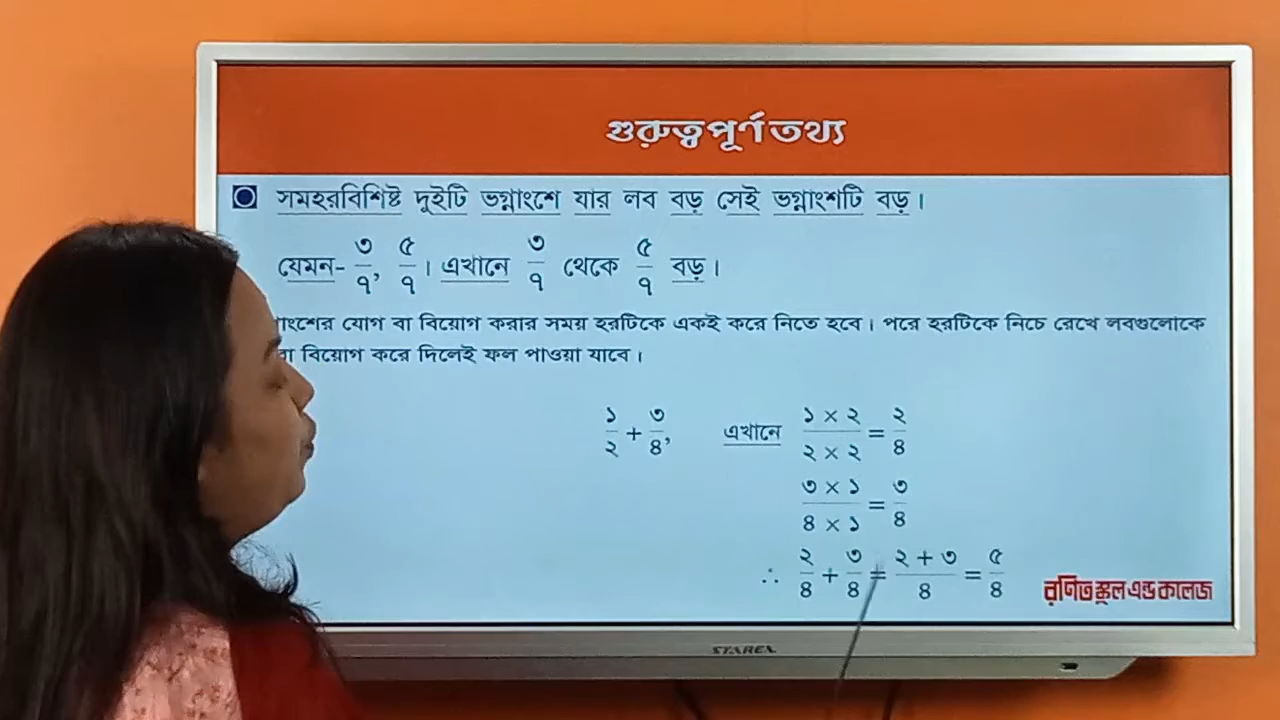 গুরুত্বপূর্ণ তথ্য
সমহরবিশিষ্ট দুইটি ভগ্নাংশে যার লব বড় সেই ভগ্নাংশটি বড়।
যেমন- ৩/৭, ৫/৭। এখানে ৩/৭ থেকে ৫/৭ বড়।
যোগ বা বিয়োগ করার সময় হরটিকে একই করে নিতে হবে। পরে হরটিকে নিচে রেখে লবগুলোকে
বিয়োগ করে দিলেই ফল পাওয়া যাবে।
১/২ + ৩/৪, এখানে ১ × ২ / ২ × ২ = ২/৪
৩ × ১ / ৪ × ১ = ৩/৪
∴ ২/৪ + ৩/৪ = ২ + ৩ / ৪ = ৫/৪
রণিত স্কুল এন্ড কলেজ
STAREX